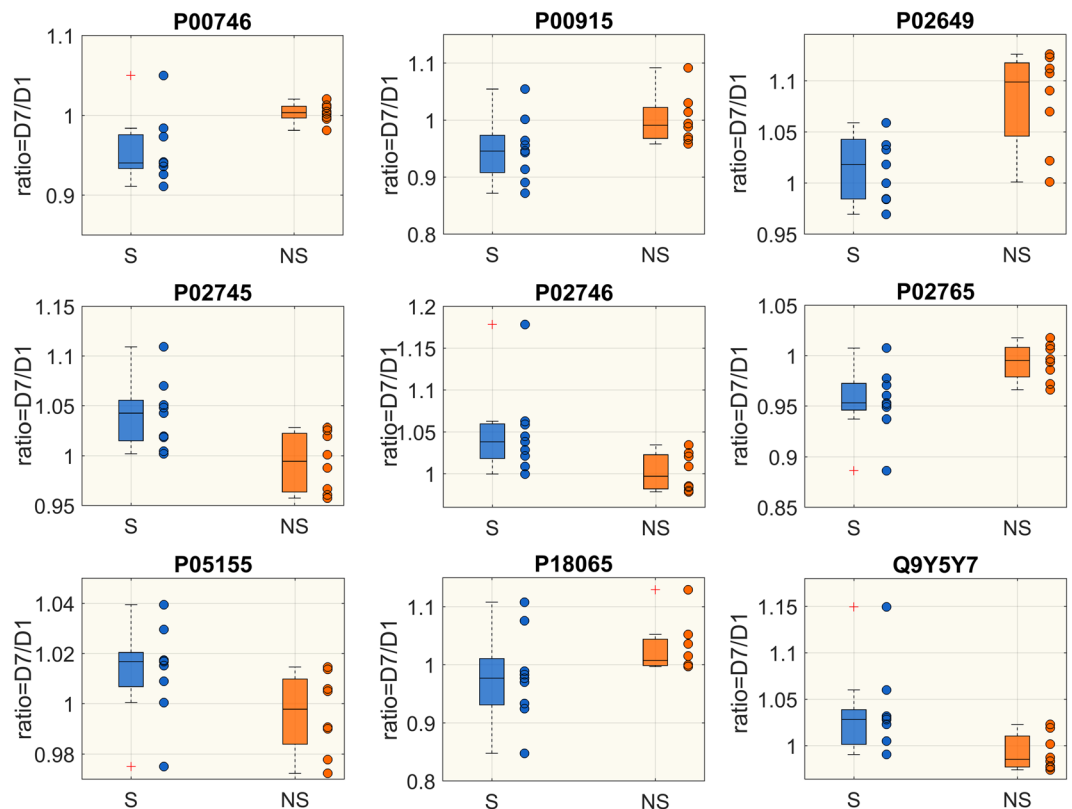 P00746
P00915
P02649
ratio=D7/D1
1.1
1
0.9
S
NS
ratio=D7/D1
1.1
1
0.9
0.8
S
NS
ratio=D7/D1
1.1
1.05
1
0.95
S
NS
P02745
P02746
P02765
ratio=D7/D1
1.15
1.1
1.05
1
0.95
S
NS
ratio=D7/D1
1.2
1.15
1.1
1.05
1
S
NS
ratio=D7/D1
1.05
1
0.95
0.9
0.85
S
NS
P05155
P18065
Q9Y5Y7
ratio=D7/D1
1.04
1.02
1
0.98
S
NS
ratio=D7/D1
1.1
1
0.9
0.8
S
NS
ratio=D7/D1
1.15
1.1
1.05
1
S
NS